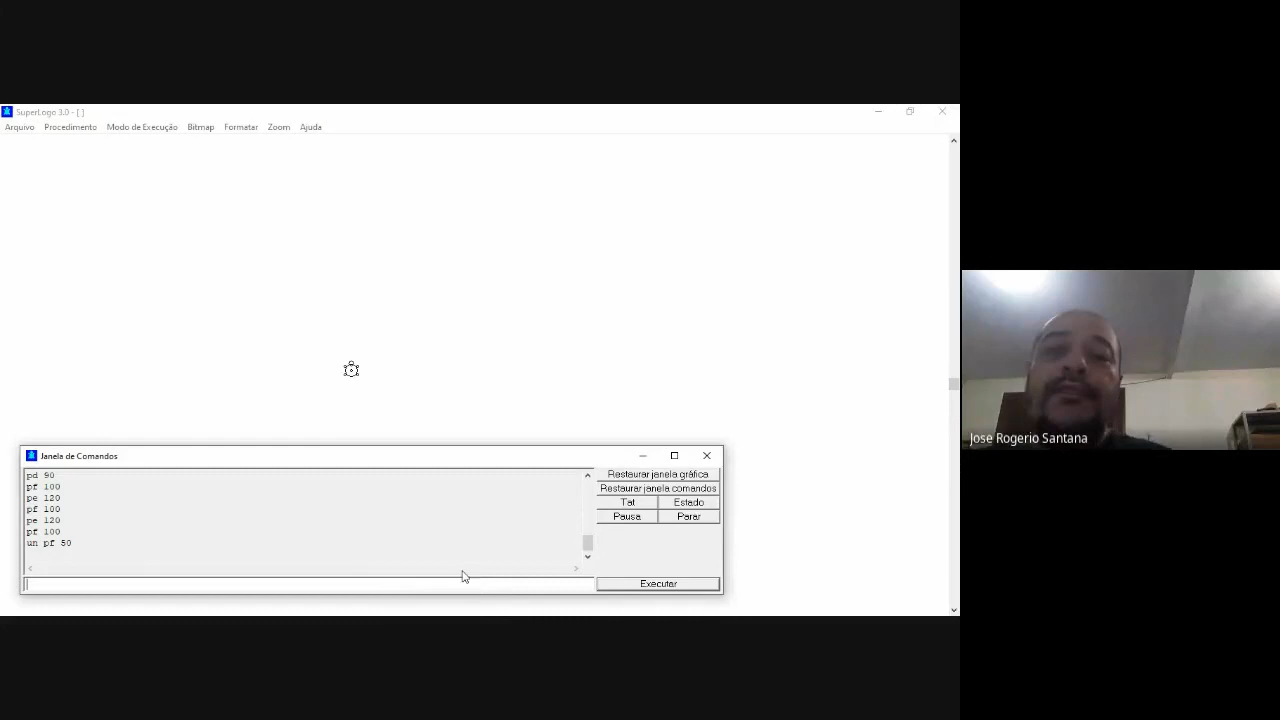 SuperLogo 3.0 - [ ]
Arquivo Procedimento Modo de Execução Bitmap Formatar Zoom Ajuda
Janela de Comandos
pd 90
pf 100
pe 120
pf 100
pe 120
pf 100
un pf 50
Restaurar janela gráfica
Restaurar janela comandos
Tat Estado
Pausa Parar
Executar
Jose Rogerio Santana